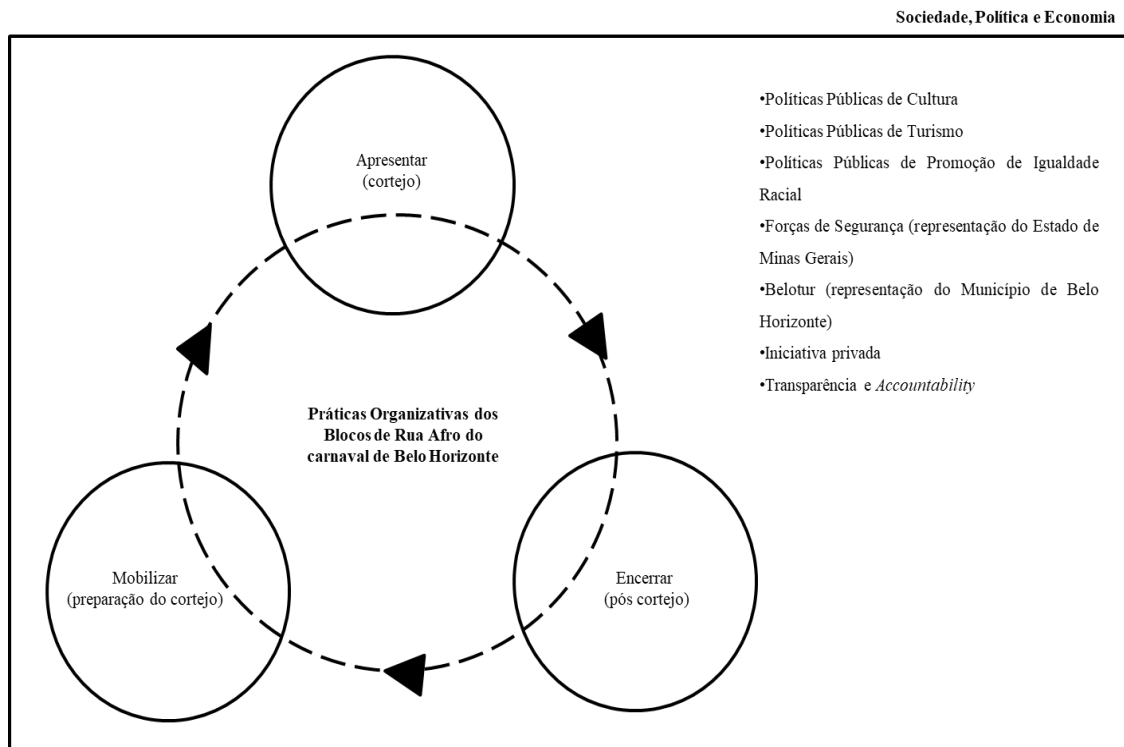 Sociedade, Política e Economia
Apresentar
(cortejo)
Práticas Organizativas dos
Blocos de Rua Afro do
carnaval de Belo Horizonte
Mobilizar
(preparação do cortejo)
Encerrar
(pós cortejo)
•Políticas Públicas de Cultura
•Políticas Públicas de Turismo
•Políticas Públicas de Promoção de Igualdade
Racial
•Forças de Segurança (representação do Estado de
Minas Gerais)
•Belotur (representação do Município de Belo
Horizonte)
•Iniciativa privada
•Transparência e Accountability